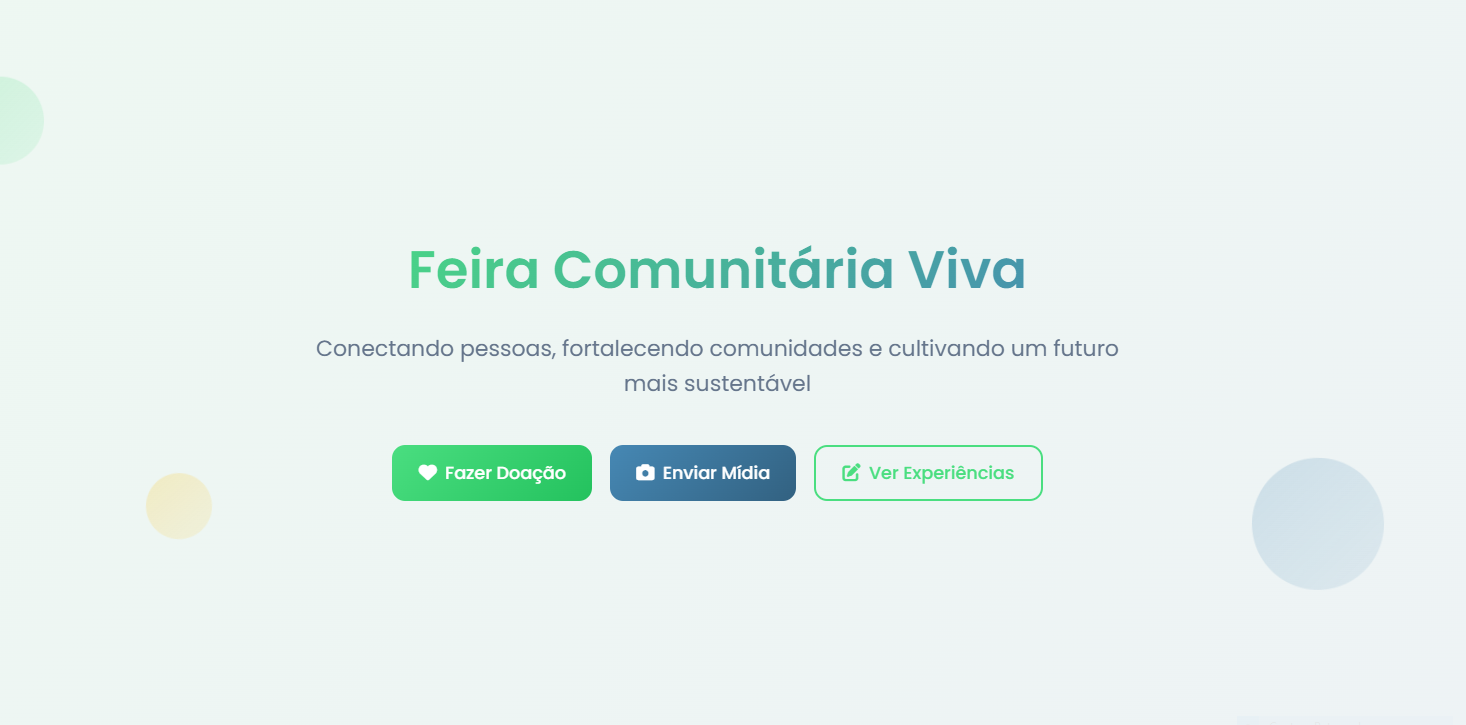 Feira Comunitária Viva
Conectando pessoas, fortalecendo comunidades e cultivando um futuro
mais sustentável
Fazer Doação
Enviar Mídia
Ver Experiências